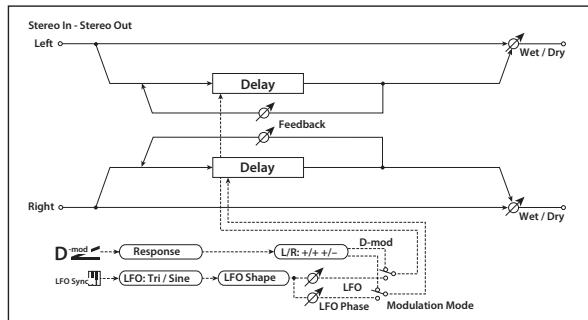 Stereo In - Stereo Out
Left
Wet / Dry
Delay
Feedback
Delay
Right
Wet / Dry
D-mod
D-mod
Response
L/R: +/+ +/–
LFO Sync
LFO: Tri / Sine
LFO Shape
LFO
LFO Phase
Modulation Mode